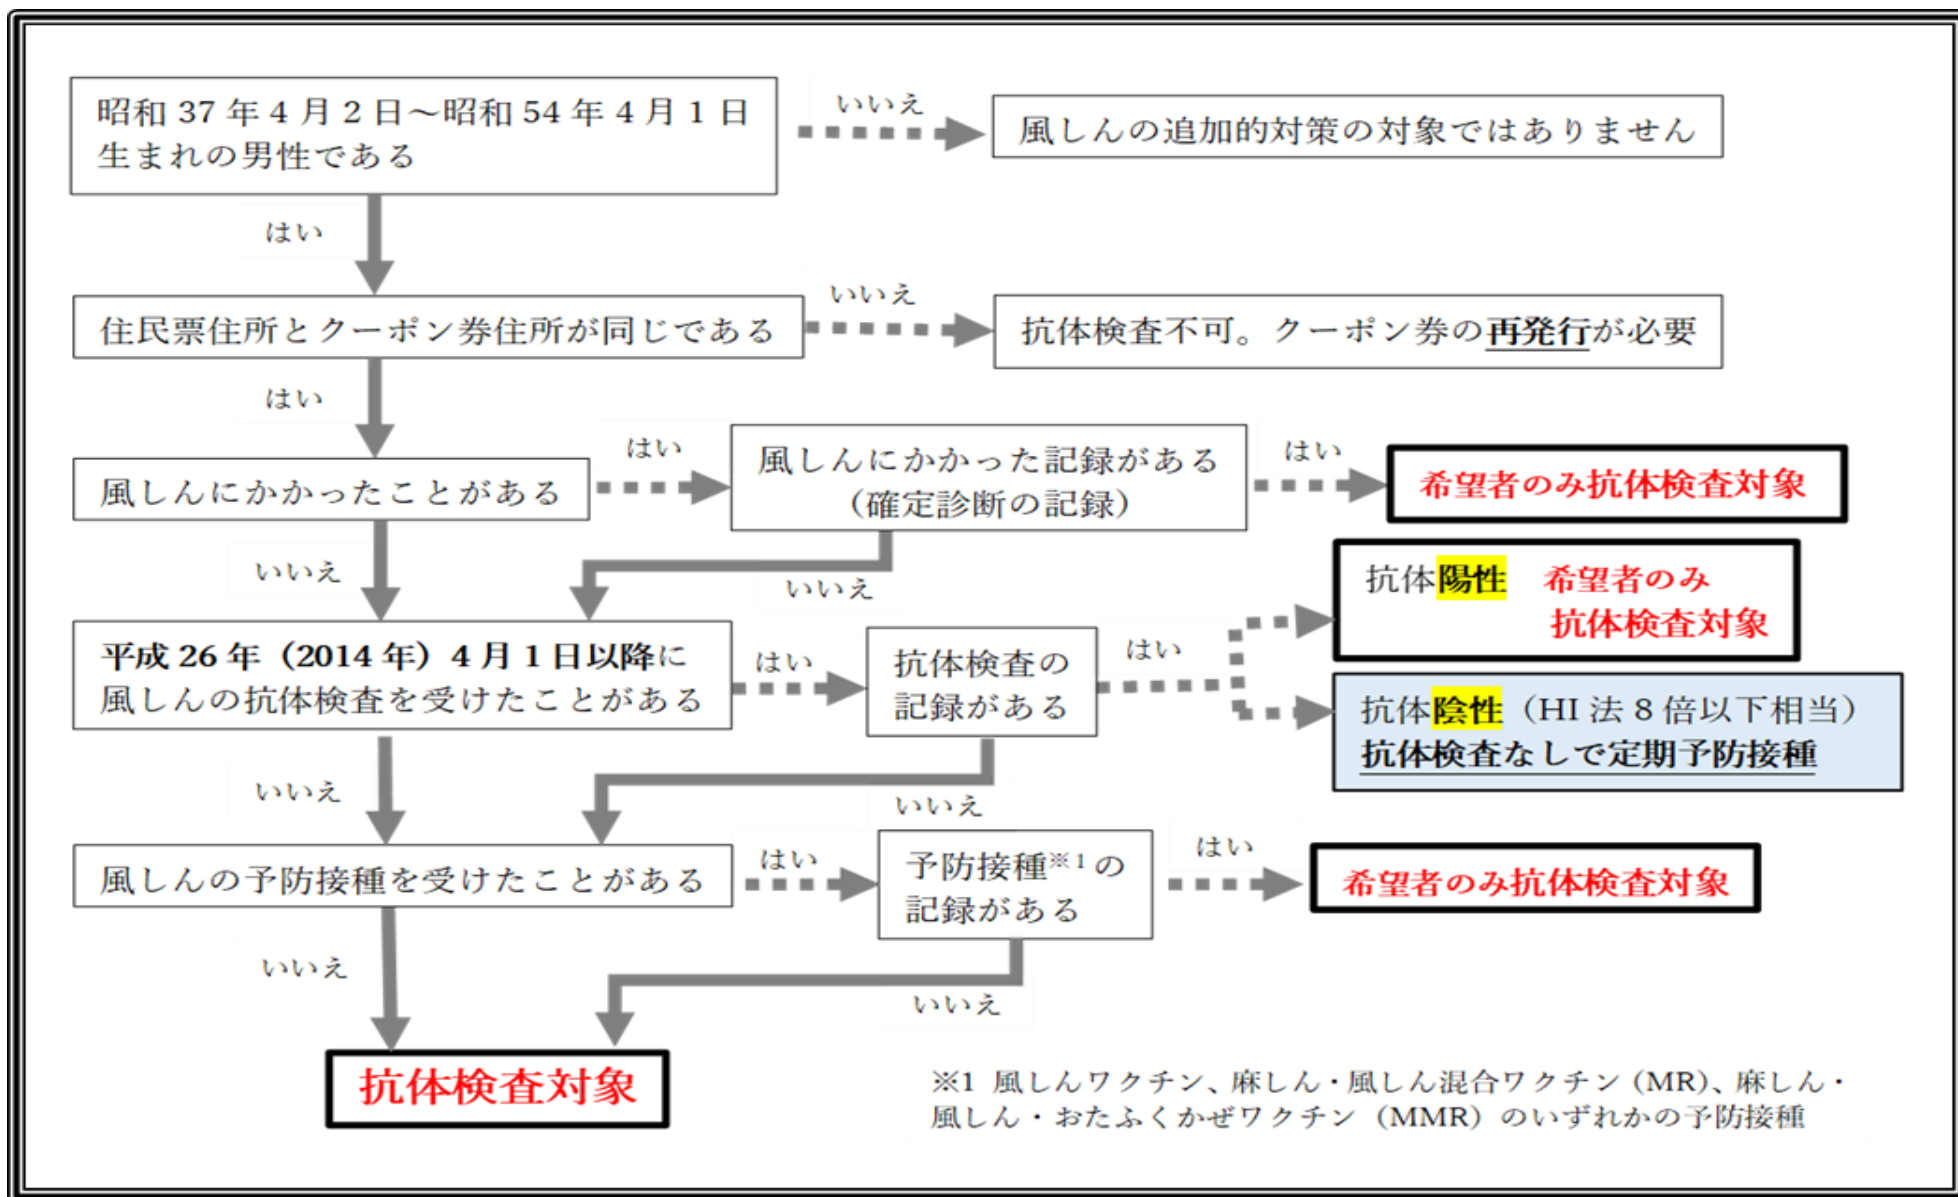 昭和 37 年 4 月 2 日～昭和 54 年 4 月 1 日
生まれの男性である
いいえ
風しんの追加的対策の対象ではありません
はい
住民票住所とクーポン券住所が同じである
いいえ
抗体検査不可。クーポン券の再発行が必要
はい
風しんにかかったことがある
はい
風しんにかかった記録がある
（確定診断の記録）
はい
希望者のみ抗体検査対象
いいえ
いいえ
平成 26 年（2014 年）4 月 1 日以降に
風しんの抗体検査を受けたことがある
はい
抗体検査の
記録がある
はい
抗体陽性 希望者のみ
抗体検査対象
抗体陰性（HI 法 8 倍以下相当）
抗体検査なしで定期予防接種
いいえ
いいえ
風しんの予防接種を受けたことがある
はい
予防接種※1 の
記録がある
はい
希望者のみ抗体検査対象
いいえ
いいえ
抗体検査対象
※1 風しんワクチン、麻しん・風しん混合ワクチン（MR）、麻しん・
風しん・おたふくかぜワクチン（MMR）のいずれかの予防接種